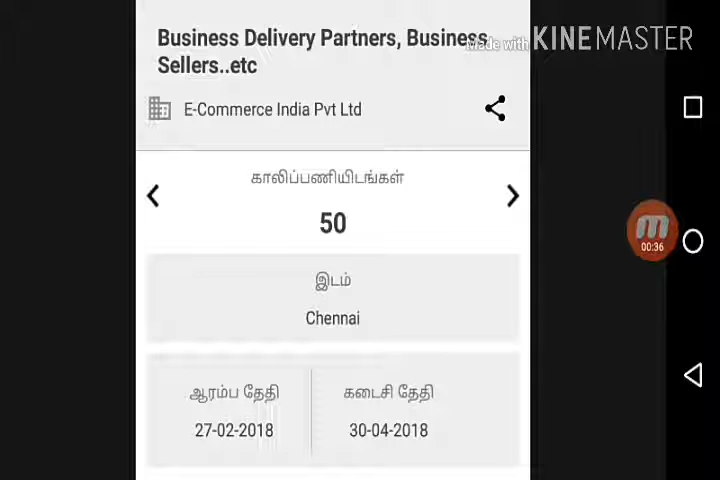 Business Delivery Partners, Business
Sellers..etc
Made with KINEMASTER
E-Commerce India Pvt Ltd
காலிப்பணியிடங்கள்
50
00:36
இடம்
Chennai
ஆரம்ப தேதி
கடைசி தேதி
27-02-2018
30-04-2018